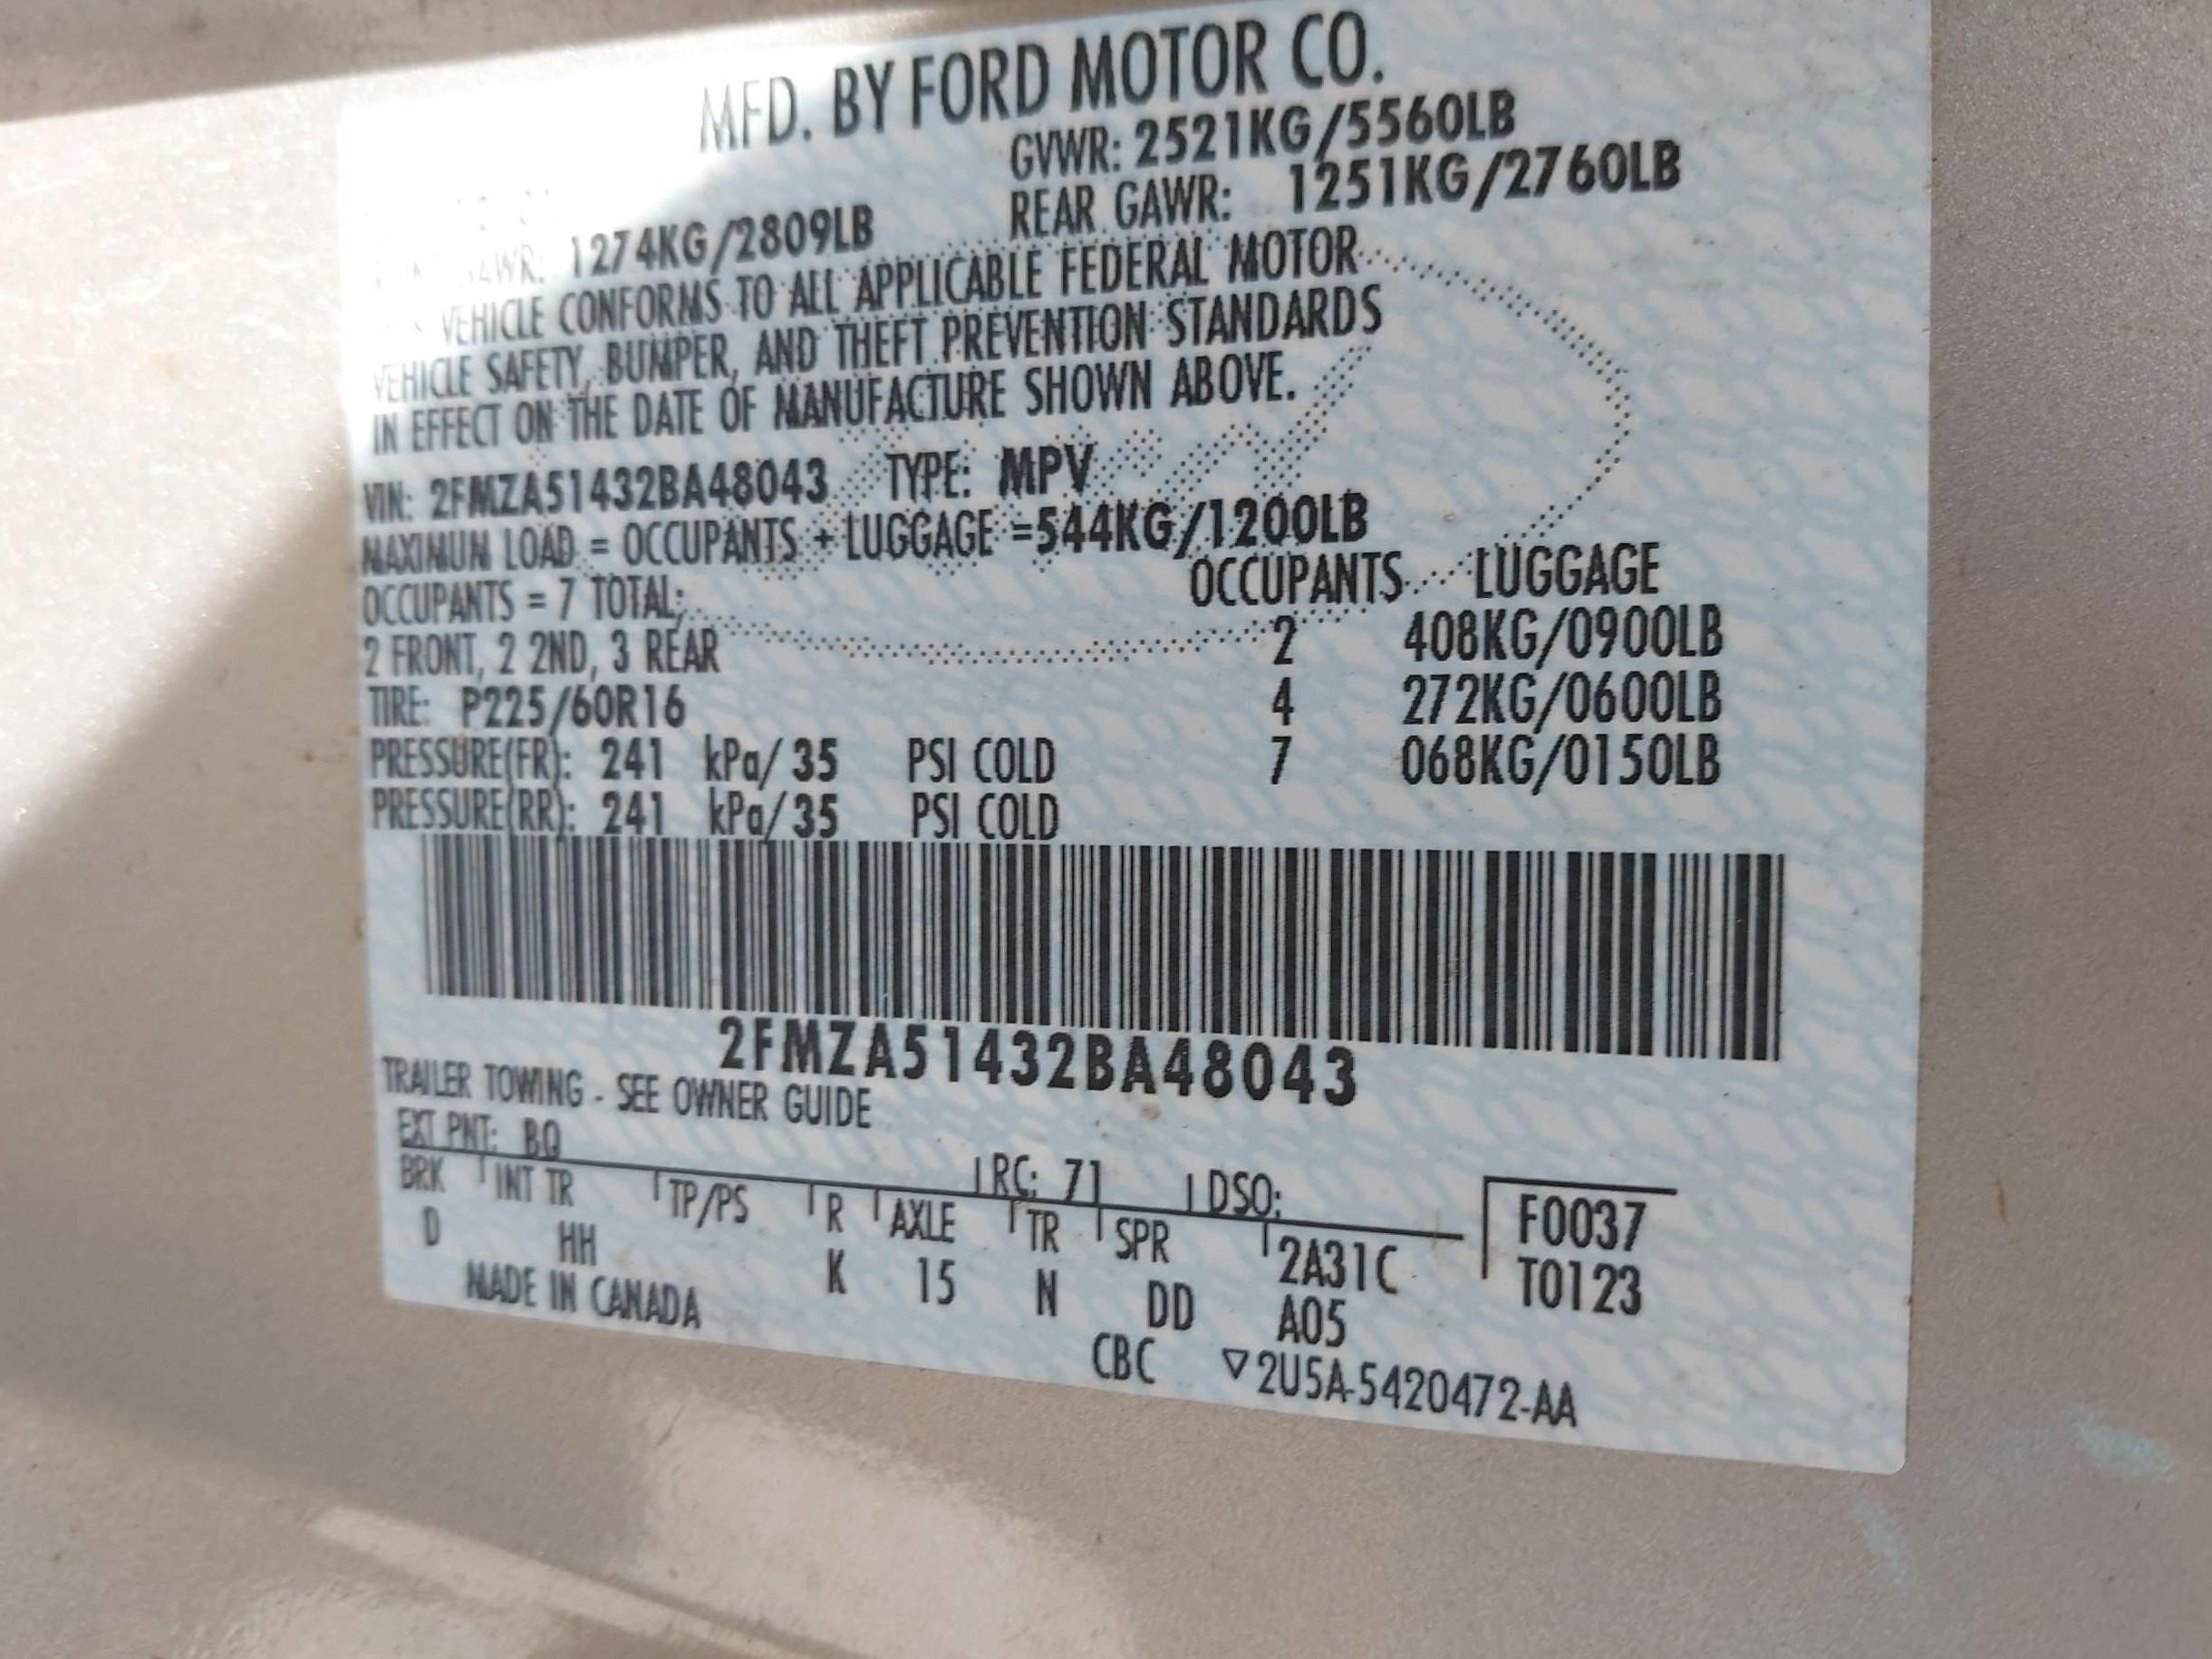 MFD. BY FORD MOTOR CO.
GVWR: 2521KG/5560LB
1274KG/2809LB REAR GAWR: 1251KG/2760LB
VEHICLE CONFORMS TO ALL APPLICABLE FEDERAL MOTOR
VEHICLE SAFETY, BUMPER, AND THEFT PREVENTION STANDARDS
IN EFFECT ON THE DATE OF MANUFACTURE SHOWN ABOVE.
VIN: 2FMZA51432BA48043 TYPE: MPV
MAXIMUN LOAD = OCCUPANTS + LUGGAGE =544KG/1200LB
OCCUPANTS = 7 TOTAL; OCCUPANTS LUGGAGE
2 FRONT, 2 2ND, 3 REAR 2 408KG/0900LB
TIRE: P225/60R16 4 272KG/0600LB
PRESSURE(FR): 241 kPa/ 35 PSI COLD 7 068KG/0150LB
PRESSURE(RR): 241 kPa/ 35 PSI COLD
2FMZA51432BA48043
TRAILER TOWING - SEE OWNER GUIDE
EXT PNT: BQ RC: 71 DSO: F0037
BRK INT TR TP/PS R AXLE TR SPR 2A31C T0123
D HH K 15 N DD A05
MADE IN CANADA CBC ▽2U5A-5420472-AA